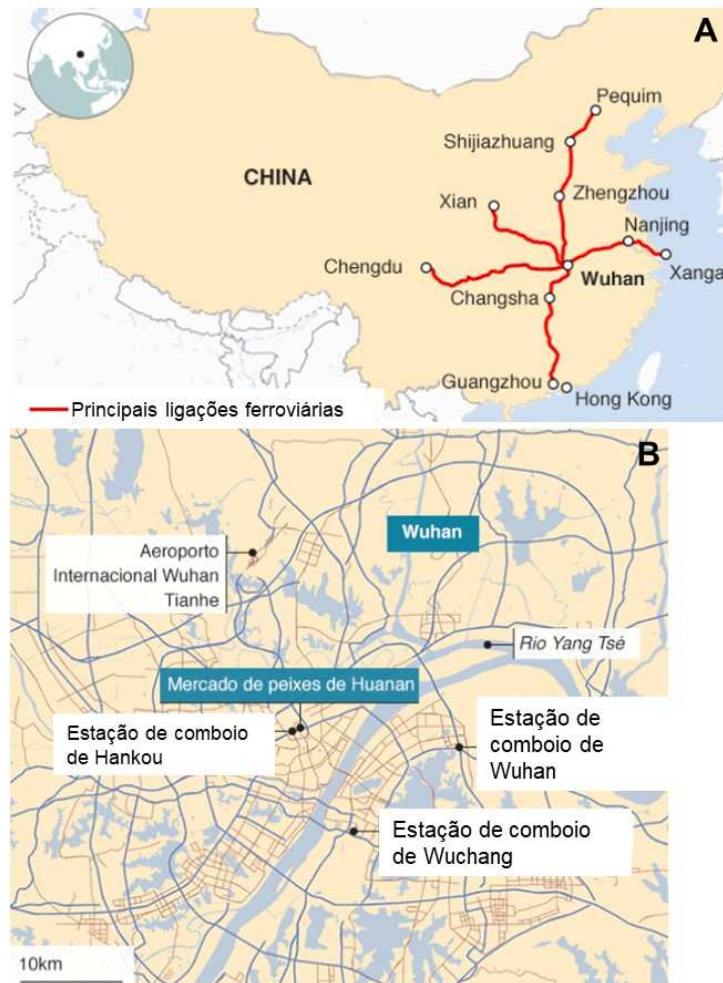 A
Pequim
Shijiazhuang
CHINA
Zhengzhou
Xian
Nanjing
Chengdu
Wuhan
Xanga
Changsha
Guangzhou
Hong Kong
Principais ligações ferroviárias
B
Wuhan
Aeroporto
Internacional Wuhan
Tianhe
Rio Yang Tsé
Mercado de peixes de Huanan
Estação de comboio
de Hankou
Estação de
comboio de
Wuhan
Estação de comboio
de Wuchang
10km